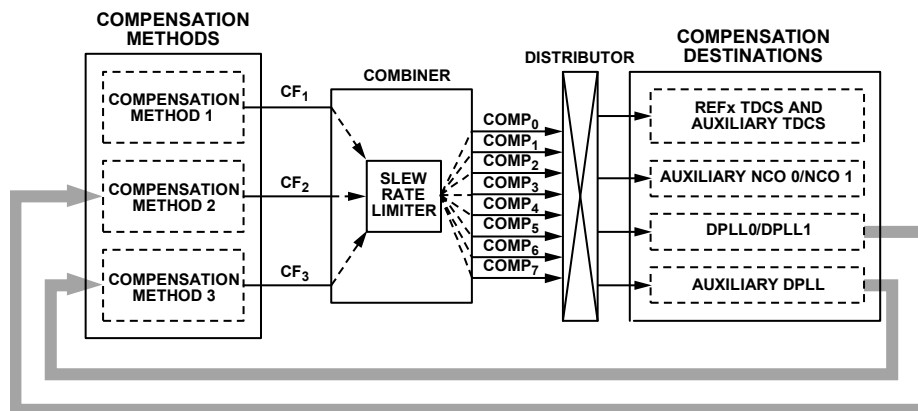 COMPENSATION
METHODS
COMPENSATION
METHOD 1
COMPENSATION
METHOD 2
COMPENSATION
METHOD 3
CF1
CF2
CF3
COMBINER
SLEW
RATE
LIMITER
COMP0
COMP1
COMP2
COMP3
COMP4
COMP5
COMP6
COMP7
DISTRIBUTOR
COMPENSATION
DESTINATIONS
REFx TDCS AND
AUXILIARY TDCS
AUXILIARY NCO 0/NCO 1
DPLL0/DPLL1
AUXILIARY DPLL